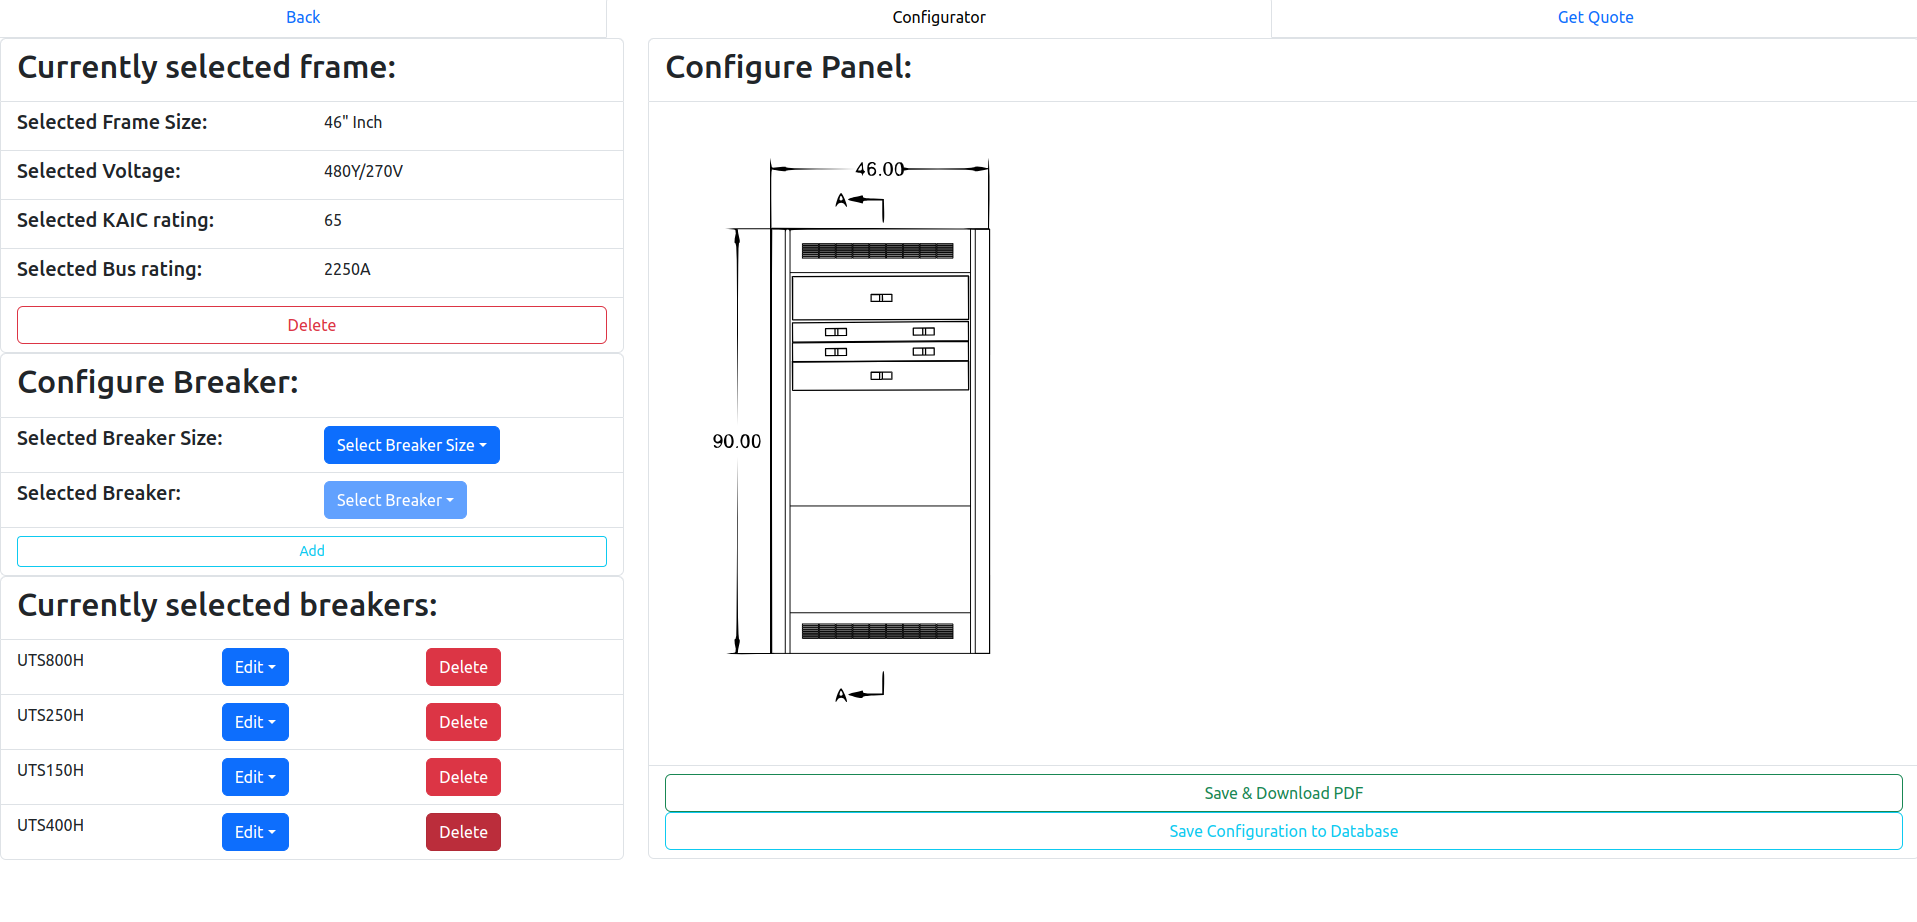 Back
Configurator
Get Quote
Currently selected frame:
Selected Frame Size: 46" Inch
Selected Voltage: 480Y/270V
Selected KAIC rating: 65
Selected Bus rating: 2250A
Delete
Configure Breaker:
Selected Breaker Size: Select Breaker Size
Selected Breaker: Select Breaker
Add
Currently selected breakers:
UTS800H Edit Delete
UTS250H Edit Delete
UTS150H Edit Delete
UTS400H Edit Delete
Configure Panel:
46.00
A
90.00
A
Save & Download PDF
Save Configuration to Database